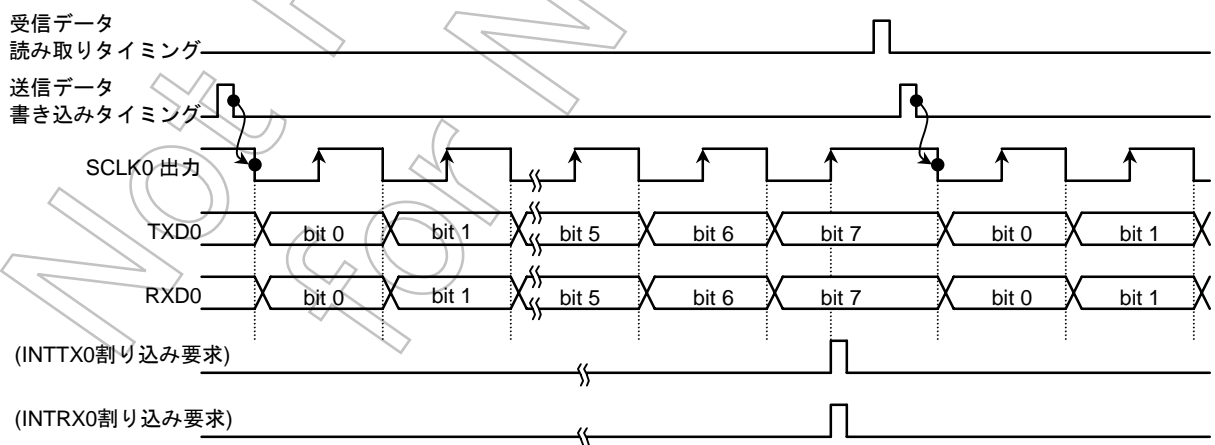 受信データ
読み取りタイミング
送信データ
書き込みタイミング
SCLK0 出力
TXD0 bit 0 bit 1 bit 5 bit 6 bit 7 bit 0 bit 1
RXD0 bit 0 bit 1 bit 5 bit 6 bit 7 bit 0 bit 1
(INTTX0割り込み要求)
(INTRX0割り込み要求)
Not
for N